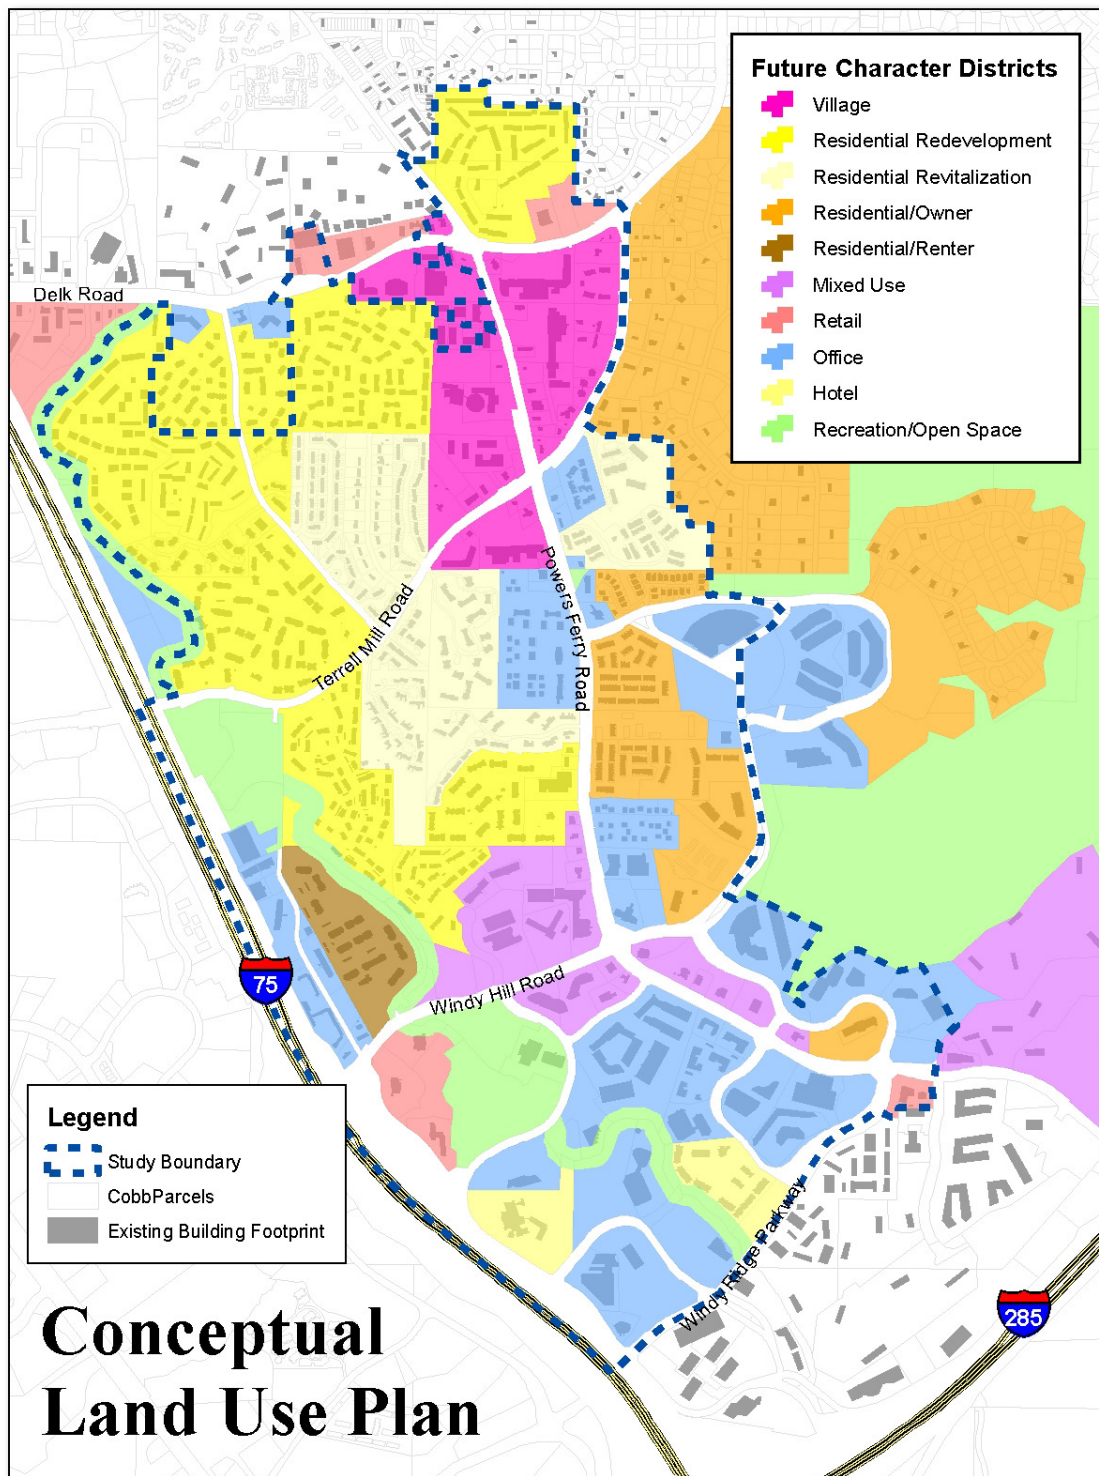 Future Character Districts
Village
Residential Redevelopment
Residential Revitalization
Residential/Owner
Residential/Renter
Mixed Use
Retail
Office
Hotel
Recreation/Open Space
Delk Road
Powers Ferry Road
Terrell Mill Road
Windy Hill Road
75
Legend
Study Boundary
CobbParcels
Existing Building Footprint
Windy Ridge Parkway
285
Conceptual
Land Use Plan